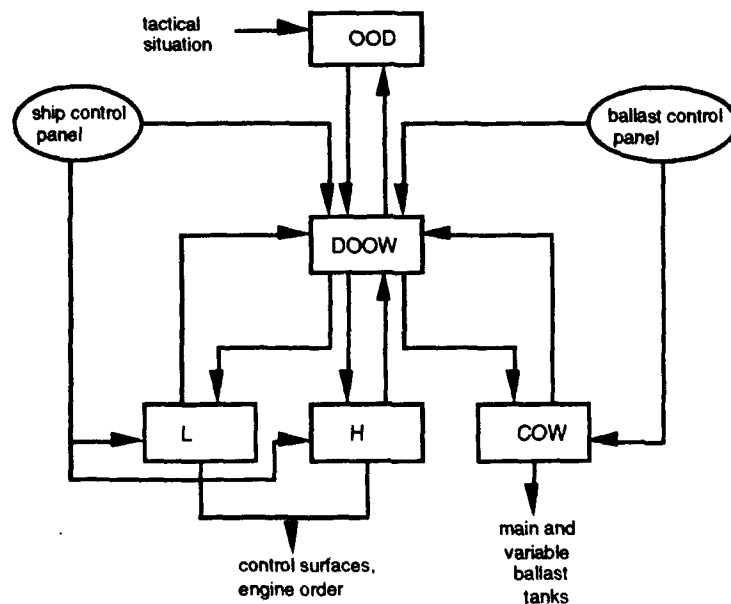 tactical
situation
OOD
ship control
panel
ballast control
panel
DOOW
L
H
COW
control surfaces,
engine order
main and
variable
ballast
tanks